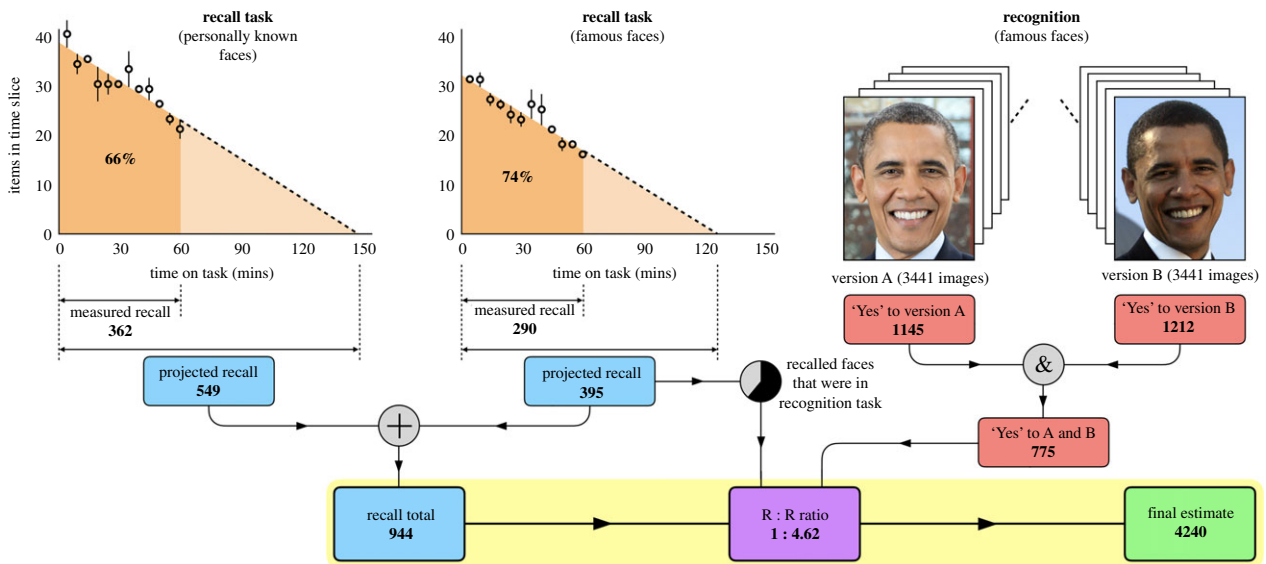 recall task
(personally known
faces)
items in time slice
40
30
20
10
0
66%
0
30
60
90
120
150
time on task (mins)
measured recall
362
recall task
(famous faces)
40
30
20
10
0
74%
0
30
60
90
120
150
time on task (mins)
measured recall
290
recognition
(famous faces)
version A (3441 images)
version B (3441 images)
‘Yes’ to version A
1145
‘Yes’ to version B
1212
&
projected recall
549
projected recall
395
recalled faces
that were in
recognition task
+
‘Yes’ to A and B
775
recall total
944
R : R ratio
1 : 4.62
final estimate
4240